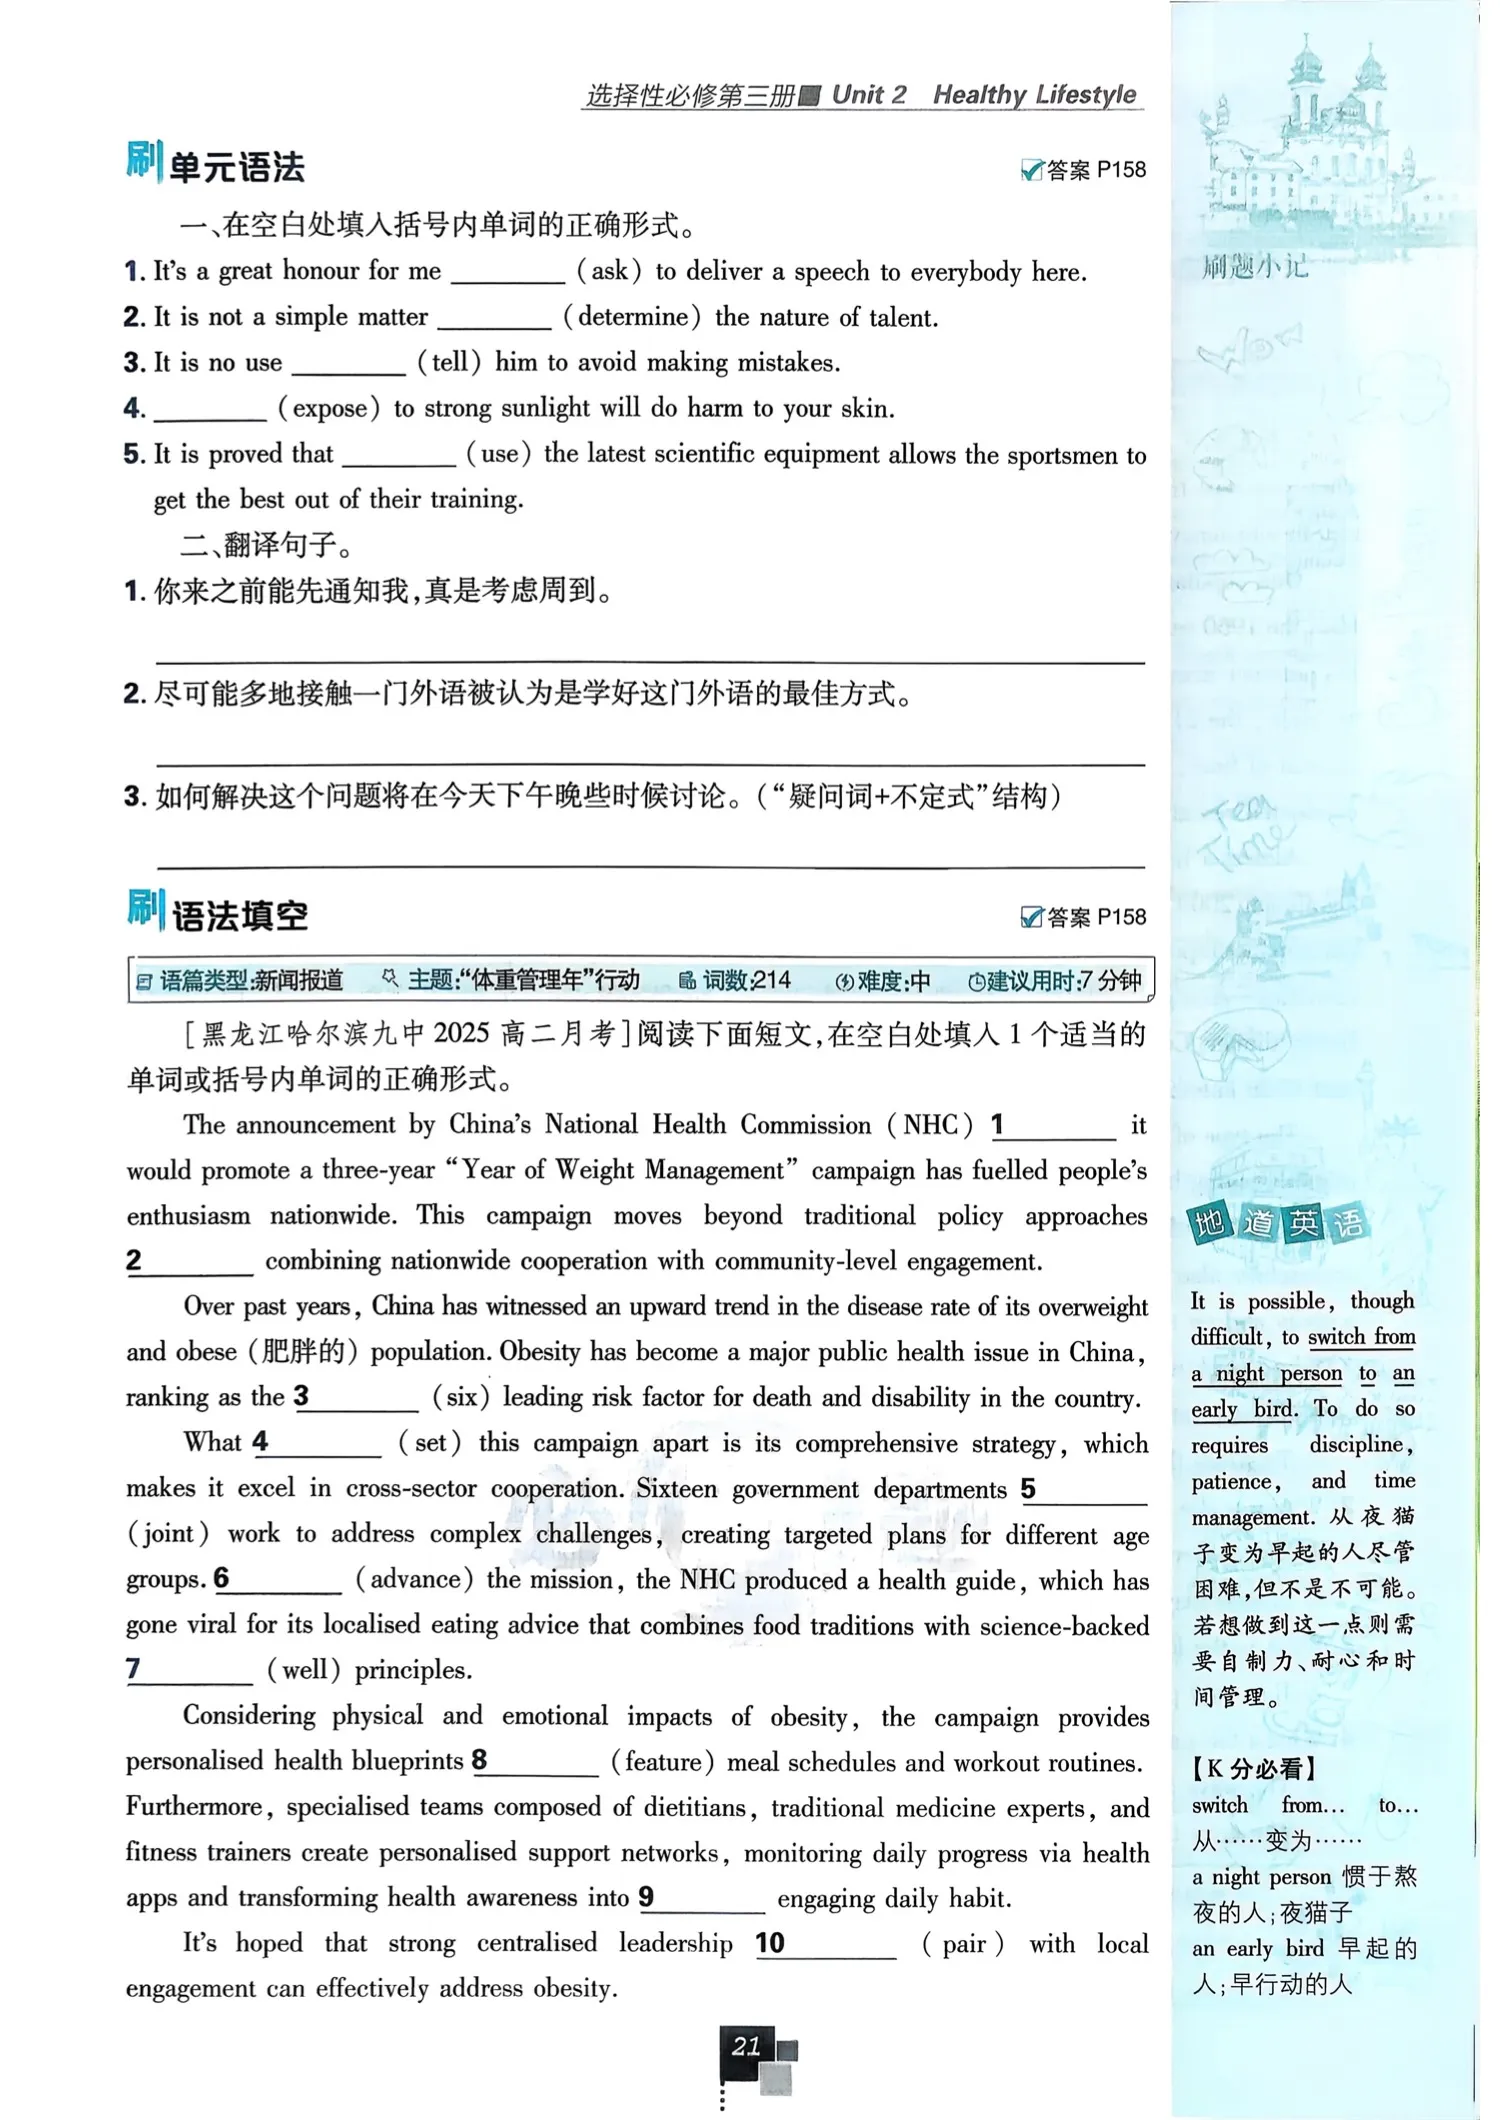 选择性必修第三册 Unit 2 Healthy Lifestyle
刷单元语法 答案 P158
一、在空白处填入括号内单词的正确形式。
1. It's a great honour for me ________ (ask) to deliver a speech to everybody here.
2. It is not a simple matter ________ (determine) the nature of talent.
3. It is no use ________ (tell) him to avoid making mistakes.
4. ________ (expose) to strong sunlight will do harm to your skin.
5. It is proved that ________ (use) the latest scientific equipment allows the sportsmen to
get the best out of their training.
二、翻译句子。
1. 你来之前能先通知我,真是考虑周到。
2. 尽可能多地接触一门外语被认为是学好这门外语的最佳方式。
3. 如何解决这个问题将在今天下午晚些时候讨论。(“疑问词+不定式”结构)
刷语法填空 答案 P158
语篇类型:新闻报道 主题:“体重管理年”行动 词数:214 难度:中 建议用时:7 分钟
[黑龙江哈尔滨九中 2025 高二月考]阅读下面短文,在空白处填入 1 个适当的
单词或括号内单词的正确形式。
The announcement by China's National Health Commission (NHC) 1________ it
would promote a three-year “Year of Weight Management” campaign has fuelled people's
enthusiasm nationwide. This campaign moves beyond traditional policy approaches
2________ combining nationwide cooperation with community-level engagement.
Over past years, China has witnessed an upward trend in the disease rate of its overweight
and obese (肥胖的) population. Obesity has become a major public health issue in China,
ranking as the 3________ (six) leading risk factor for death and disability in the country.
What 4________ (set) this campaign apart is its comprehensive strategy, which
makes it excel in cross-sector cooperation. Sixteen government departments 5________
(joint) work to address complex challenges, creating targeted plans for different age
groups. 6________ (advance) the mission, the NHC produced a health guide, which has
gone viral for its localised eating advice that combines food traditions with science-backed
7________ (well) principles.
Considering physical and emotional impacts of obesity, the campaign provides
personalised health blueprints 8________ (feature) meal schedules and workout routines.
Furthermore, specialised teams composed of dietitians, traditional medicine experts, and
fitness trainers create personalised support networks, monitoring daily progress via health
apps and transforming health awareness into 9________ engaging daily habit.
It's hoped that strong centralised leadership 10________ (pair) with local
engagement can effectively address obesity.
21
刷题小记
Tea
Time
地道英语
It is possible, though
difficult, to switch from
a night person to an
early bird. To do so
requires discipline,
patience, and time
management. 从夜猫
子变为早起的人尽管
困难,但不是不可能。
若想做到这一点则需
要自制力、耐心和时
间管理。
【K 分必看】
switch from... to...
从……变为……
a night person 惯于熬
夜的人;夜猫子
an early bird 早起的
人;早行动的人